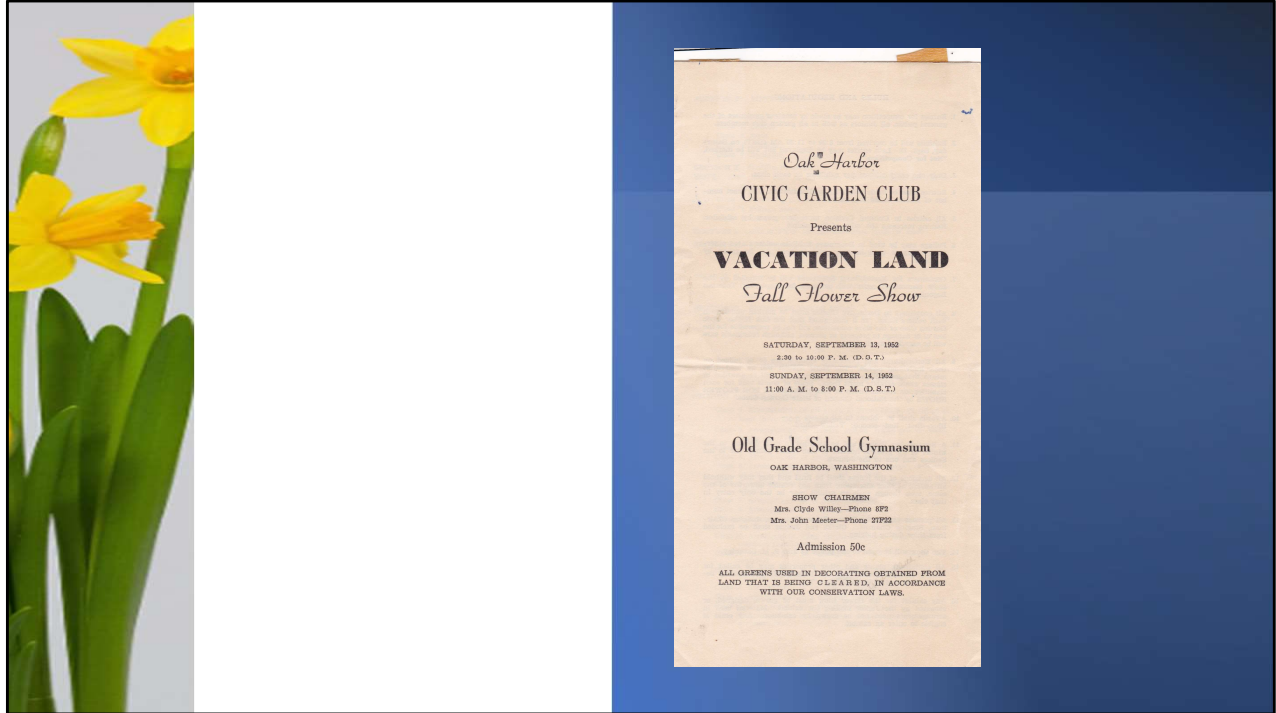 Oak Harbor
CIVIC GARDEN CLUB
Presents
VACATION LAND
Fall Flower Show
SATURDAY, SEPTEMBER 13, 1952
2:30 to 10:00 P. M. (D. S. T.)
SUNDAY, SEPTEMBER 14, 1952
11:00 A. M. to 8:00 P. M. (D. S. T.)
Old Grade School Gymnasium
OAK HARBOR, WASHINGTON
SHOW CHAIRMEN
Mrs. Clyde Willey—Phone 8F2
Mrs. John Meeter—Phone 27F22
Admission 50c
ALL GREENS USED IN DECORATING OBTAINED FROM
LAND THAT IS BEING CLEARED, IN ACCORDANCE
WITH OUR CONSERVATION LAWS.